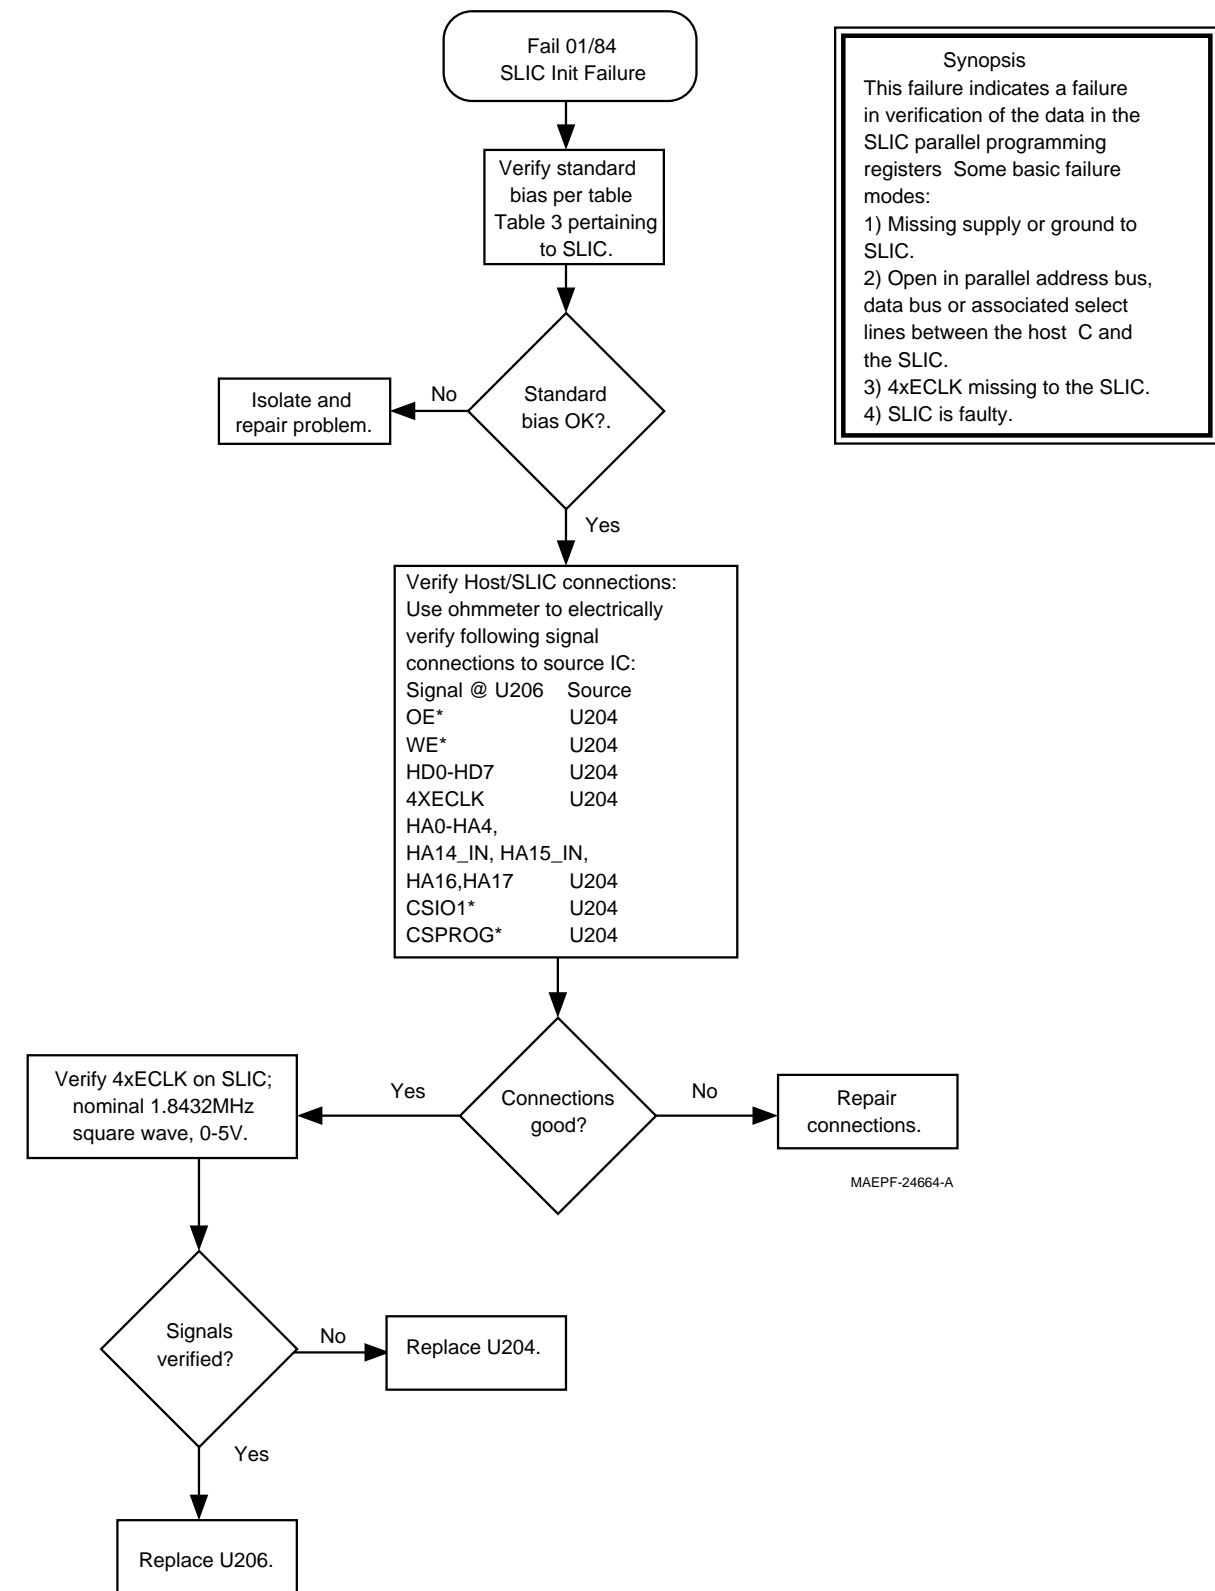 Fail 01/84
SLIC Init Failure
Synopsis
This failure indicates a failure
in verification of the data in the
SLIC parallel programming
registers  Some basic failure
modes:
1) Missing supply or ground to
SLIC.
2) Open in parallel address bus,
data bus or associated select
lines between the host  C and
the SLIC.
3) 4xECLK missing to the SLIC.
4) SLIC is faulty.
Verify standard
bias per table
Table 3 pertaining
to SLIC.
Standard
bias OK?.
No
Isolate and
repair problem.
Yes
Verify Host/SLIC connections:
Use ohmmeter to electrically
verify following signal
connections to source IC:
Signal @ U206 Source
OE* U204
WE* U204
HD0-HD7 U204
4XECLK U204
HA0-HA4,
HA14_IN, HA15_IN,
HA16,HA17 U204
CSIO1* U204
CSPROG* U204
Connections
good?
Yes
No
Verify 4xECLK on SLIC;
nominal 1.8432MHz
square wave, 0-5V.
Repair
connections.
MAEPF-24664-A
Signals
verified?
No
Replace U204.
Yes
Replace U206.